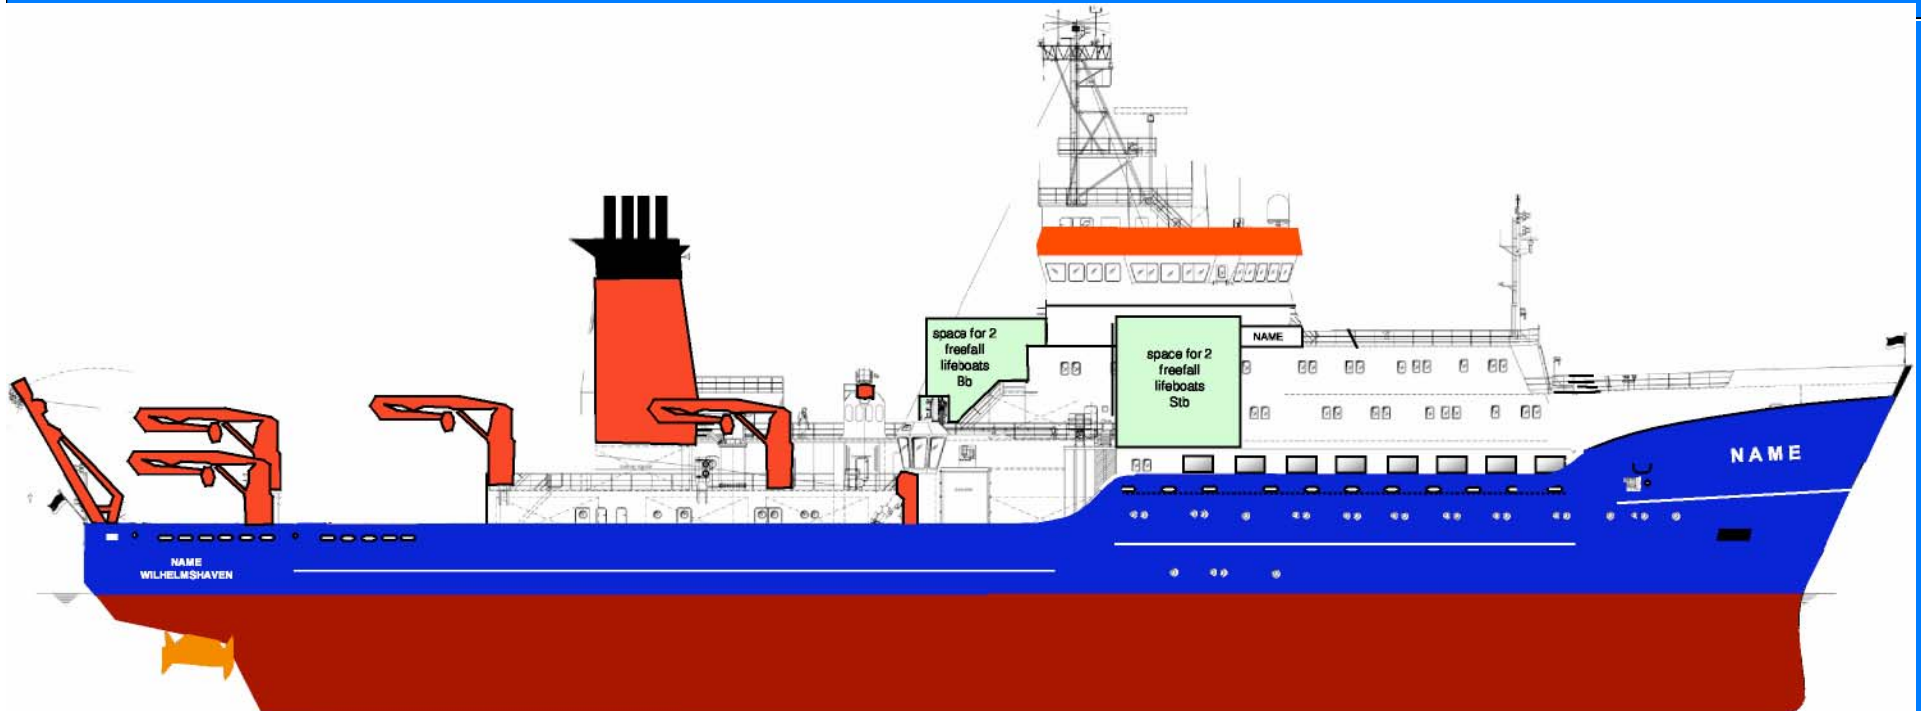 space for 2
freefall
lifeboats
Bb
space for 2
freefall
lifeboats
Stb
NAME
NAME
NAME
WILHELMSHAVEN